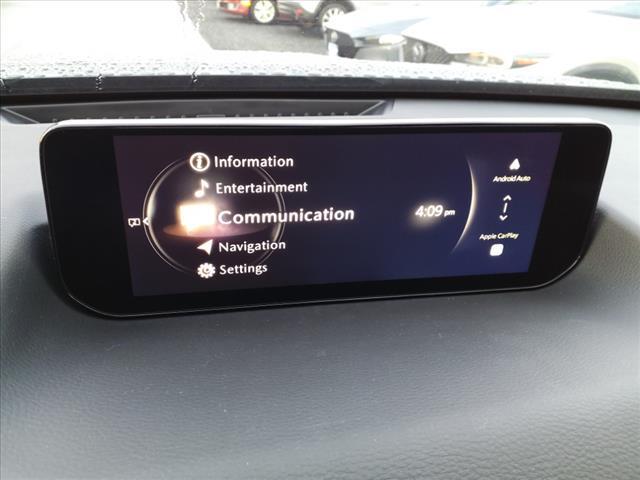 Information
Entertainment
Communication
Navigation
Settings
4:09 pm
Android Auto
Apple CarPlay